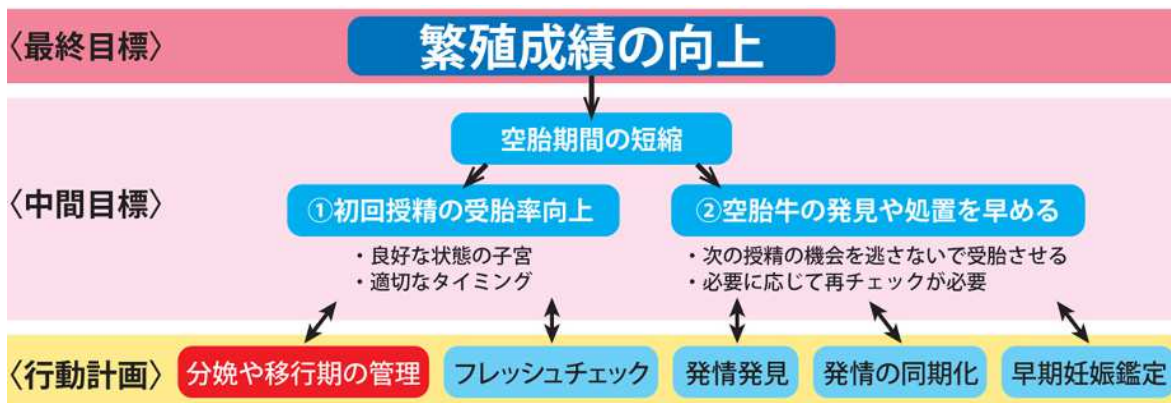 〈最終目標〉
繁殖成績の向上
空胎期間の短縮
〈中間目標〉
①初回授精の受胎率向上
②空胎牛の発見や処置を早める
・良好な状態の子宮
・適切なタイミング
・次の授精の機会を逃さないで受胎させる
・必要に応じて再チェックが必要
〈行動計画〉
分娩や移行期の管理
フレッシュチェック
発情発見
発情の同期化
早期妊娠鑑定